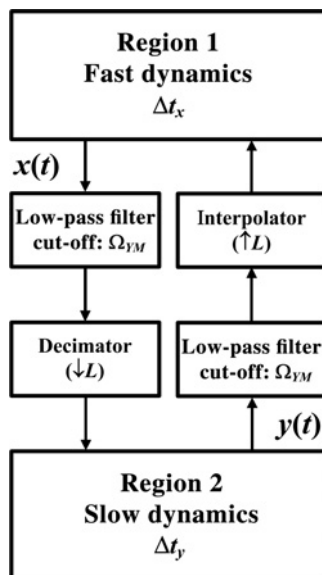 Region 1
Fast dynamics
Δtx
x(t)
Low-pass filter
cut-off: ΩYM
Interpolator
(↑L)
Decimator
(↓L)
Low-pass filter
cut-off: ΩYM
y(t)
Region 2
Slow dynamics
Δty